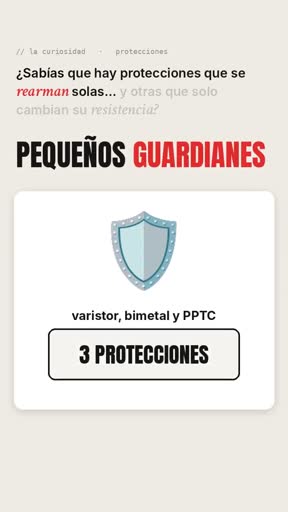 // la curiosidad · protecciones
¿Sabías que hay protecciones que se
rearman solas... y otras que solo
cambian su resistencia?
PEQUEÑOS GUARDIANES
varistor, bimetal y PPTC
3 PROTECCIONES